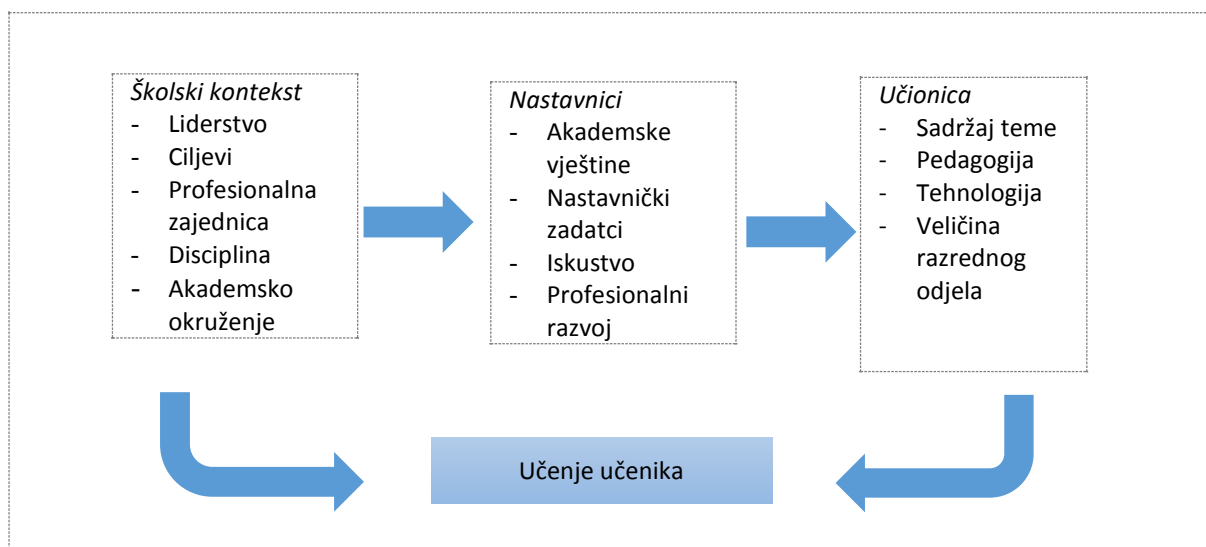 Školski kontekst
- Liderstvo
- Ciljevi
- Profesionalna
zajednica
- Disciplina
- Akademsko
okruženje
Nastavnici
- Akademske
vještine
- Nastavnički
zadatci
- Iskustvo
- Profesionalni
razvoj
Učionica
- Sadržaj teme
- Pedagogija
- Tehnologija
- Veličina
razrednog
odjela
Učenje učenika